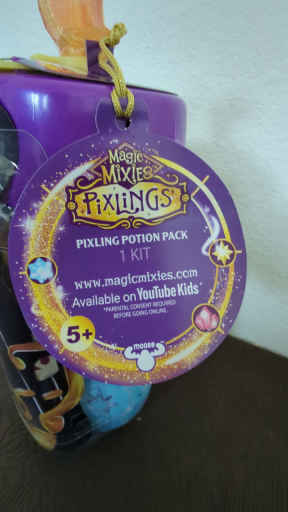 Magic
Mixies
PixLings
PIXLING POTION PACK
1 KIT
www.magicmixies.com
Available on YouTube Kids*
*PARENTAL CONSENT REQUIRED
BEFORE GOING ONLINE.
5+
moose